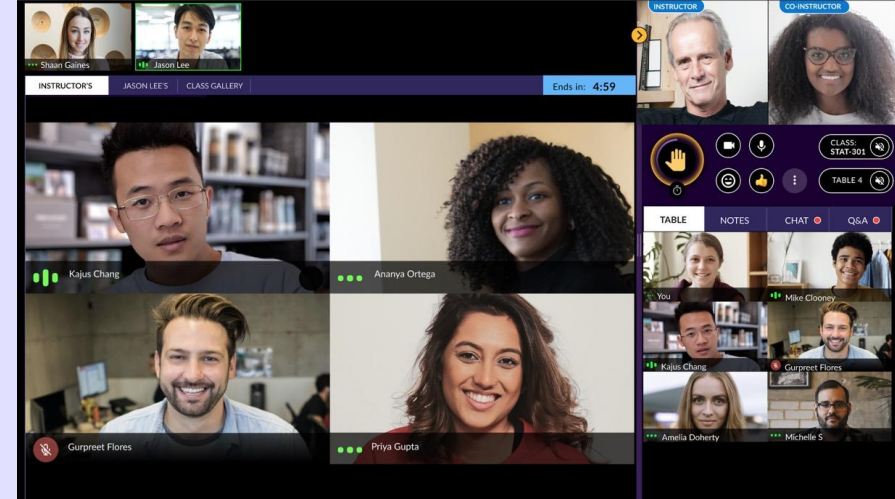 Shaan Gaines
Jason Lee
INSTRUCTOR'S
JASON LEE'S
CLASS GALLERY
Ends in: 4:59
Kajus Chang
Ananya Ortega
Gurpreet Flores
Priya Gupta
INSTRUCTOR
CO-INSTRUCTOR
CLASS:
STAT-301
TABLE 4
TABLE
NOTES
CHAT
Q&A
You
Mike Clooney
Kajus Chang
Gurpreet Flores
Amelia Doherty
Michelle S